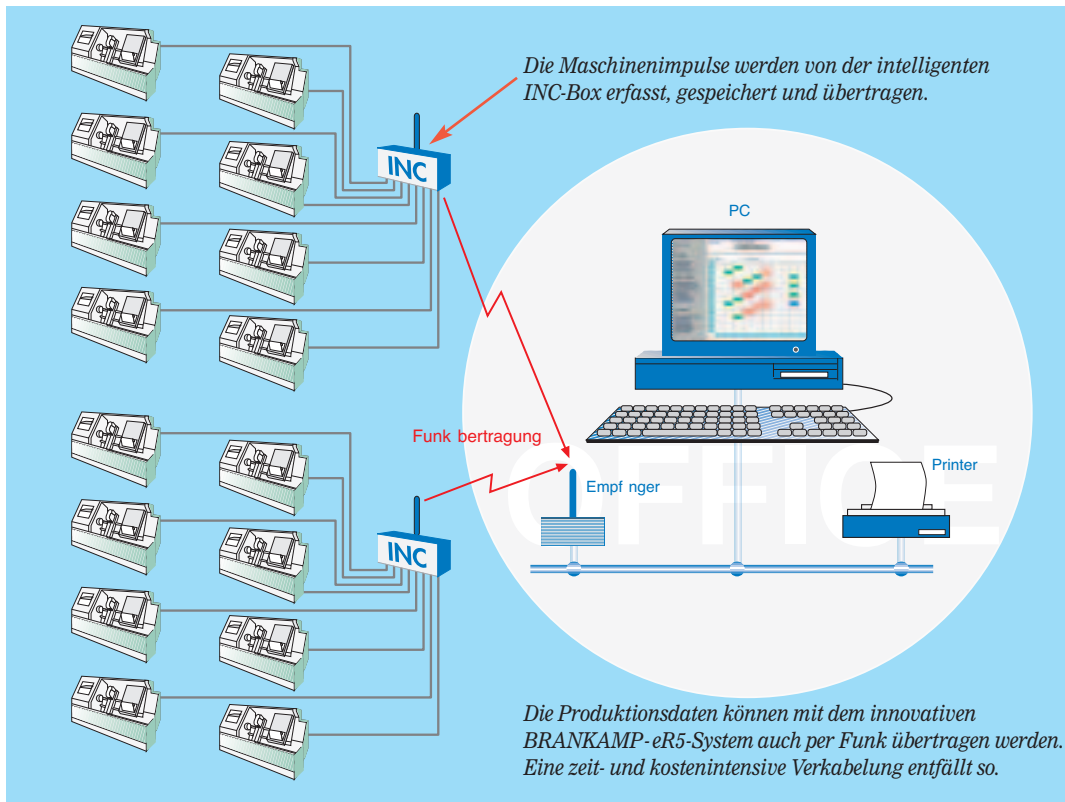 Die Maschinenimpulse werden von der intelligenten
INC-Box erfasst, gespeichert und übertragen.
INC
PC
Funk bertragung
OFFICE
Printer
Empf nger
INC
Die Produktionsdaten können mit dem innovativen
BRANKAMP-eR5-System auch per Funk übertragen werden.
Eine zeit- und kostenintensive Verkabelung entfällt so.